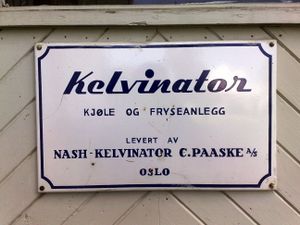 Kelvinator
KJØLE OG FRYSEANLEGG
LEVERT AV
NASH-KELVINATOR C.PAASKE A/S
OSLO